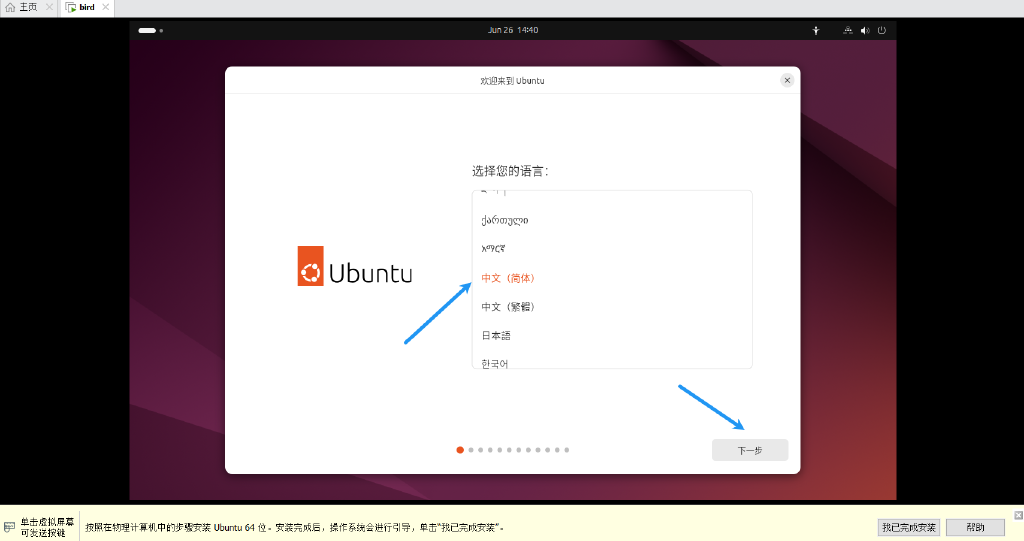 主页
bird
Jun 26 14:40
欢迎来到 Ubuntu
选择您的语言：
ქართული
አማርኛ
中文（简体）
中文（繁體）
日本語
한국어
Ubuntu
下一步
单击虚拟屏幕
可发送按键
按照在物理计算机中的步骤安装 Ubuntu 64 位。安装完成后，操作系统会进行引导，单击“我已完成安装”。
我已完成安装
帮助